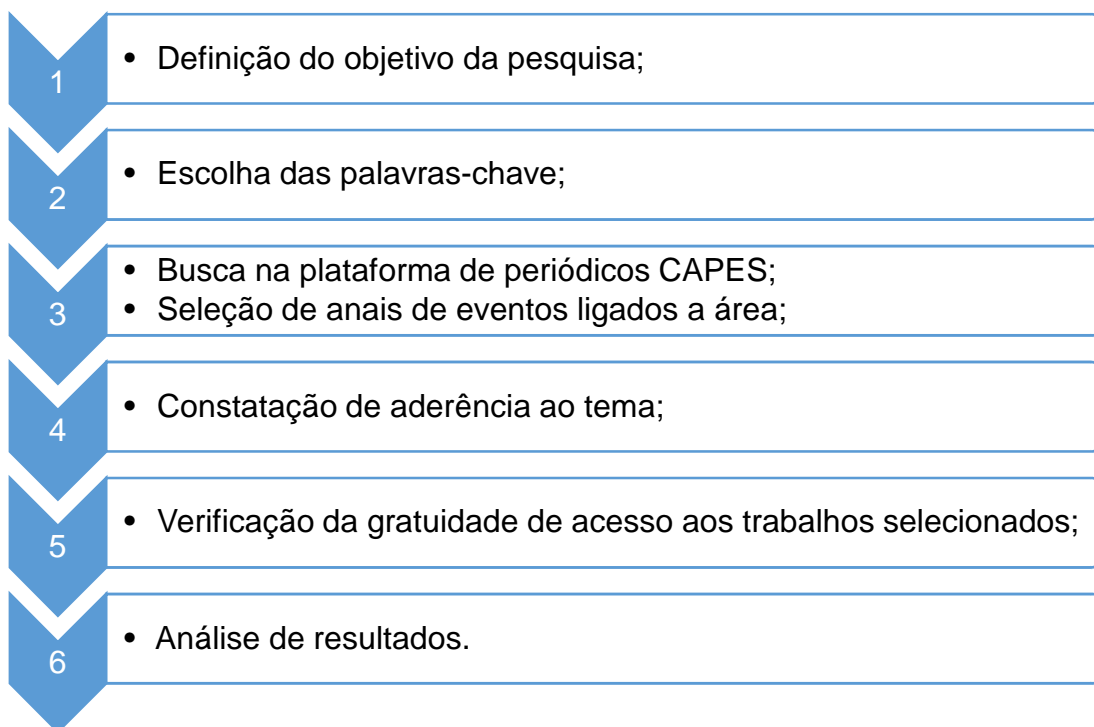 1
• Definição do objetivo da pesquisa;
2
• Escolha das palavras-chave;
3
• Busca na plataforma de periódicos CAPES;
• Seleção de anais de eventos ligados a área;
4
• Constatação de aderência ao tema;
5
• Verificação da gratuidade de acesso aos trabalhos selecionados;
6
• Análise de resultados.